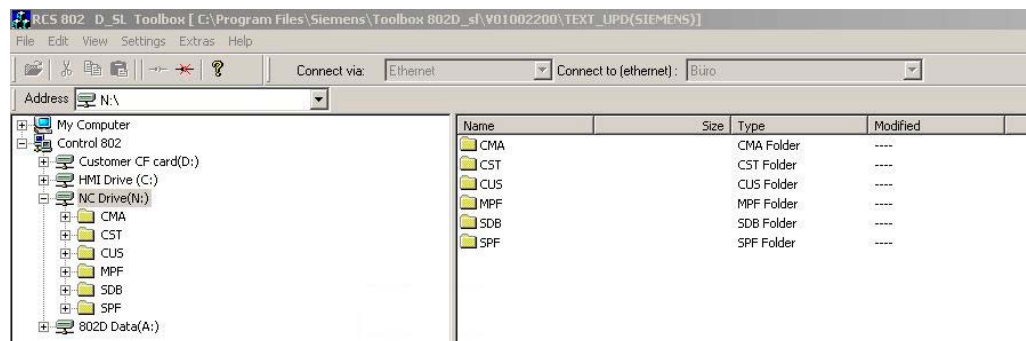 RCS 802 D_SL Toolbox [ C:\Program Files\Siemens\Toolbox 802D_sl\V01002200\TEXT_UPD(SIEMENS)]
File Edit View Settings Extras Help
Connect via: Ethernet Connect to (ethernet) : Büro
Address N:\
My Computer
Control 802
Customer CF card(D:)
HMI Drive (C:)
NC Drive(N:)
CMA
CST
CUS
MPF
SDB
SPF
802D Data(A:)
Name Size Type Modified
CMA CMA Folder ----
CST CST Folder ----
CUS CUS Folder ----
MPF MPF Folder ----
SDB SDB Folder ----
SPF SPF Folder ----